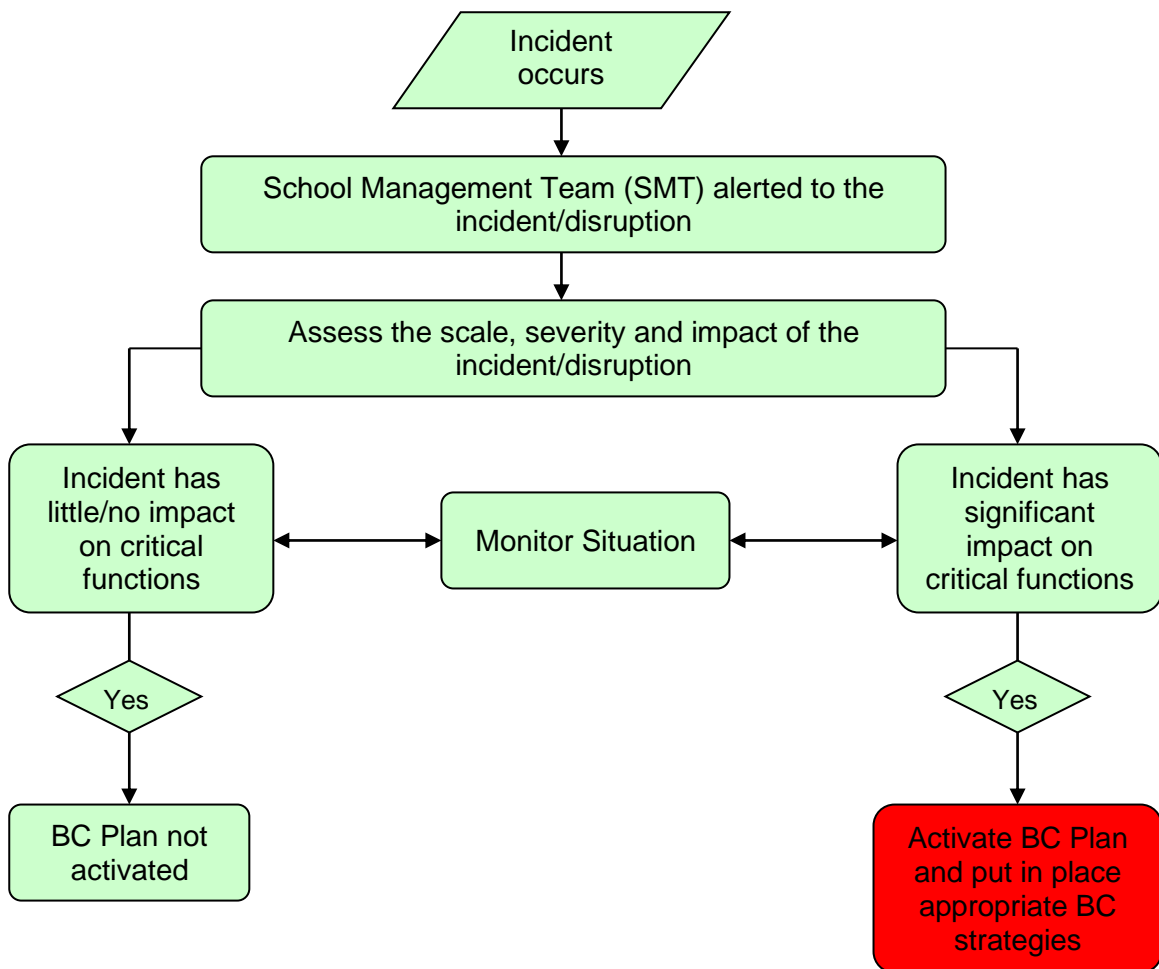 Incident
occurs
School Management Team (SMT) alerted to the
incident/disruption
Assess the scale, severity and impact of the
incident/disruption
Incident has
little/no impact
on critical
functions
Monitor Situation
Incident has
significant
impact on
critical functions
Yes
Yes
BC Plan not
activated
Activate BC Plan
and put in place
appropriate BC
strategies